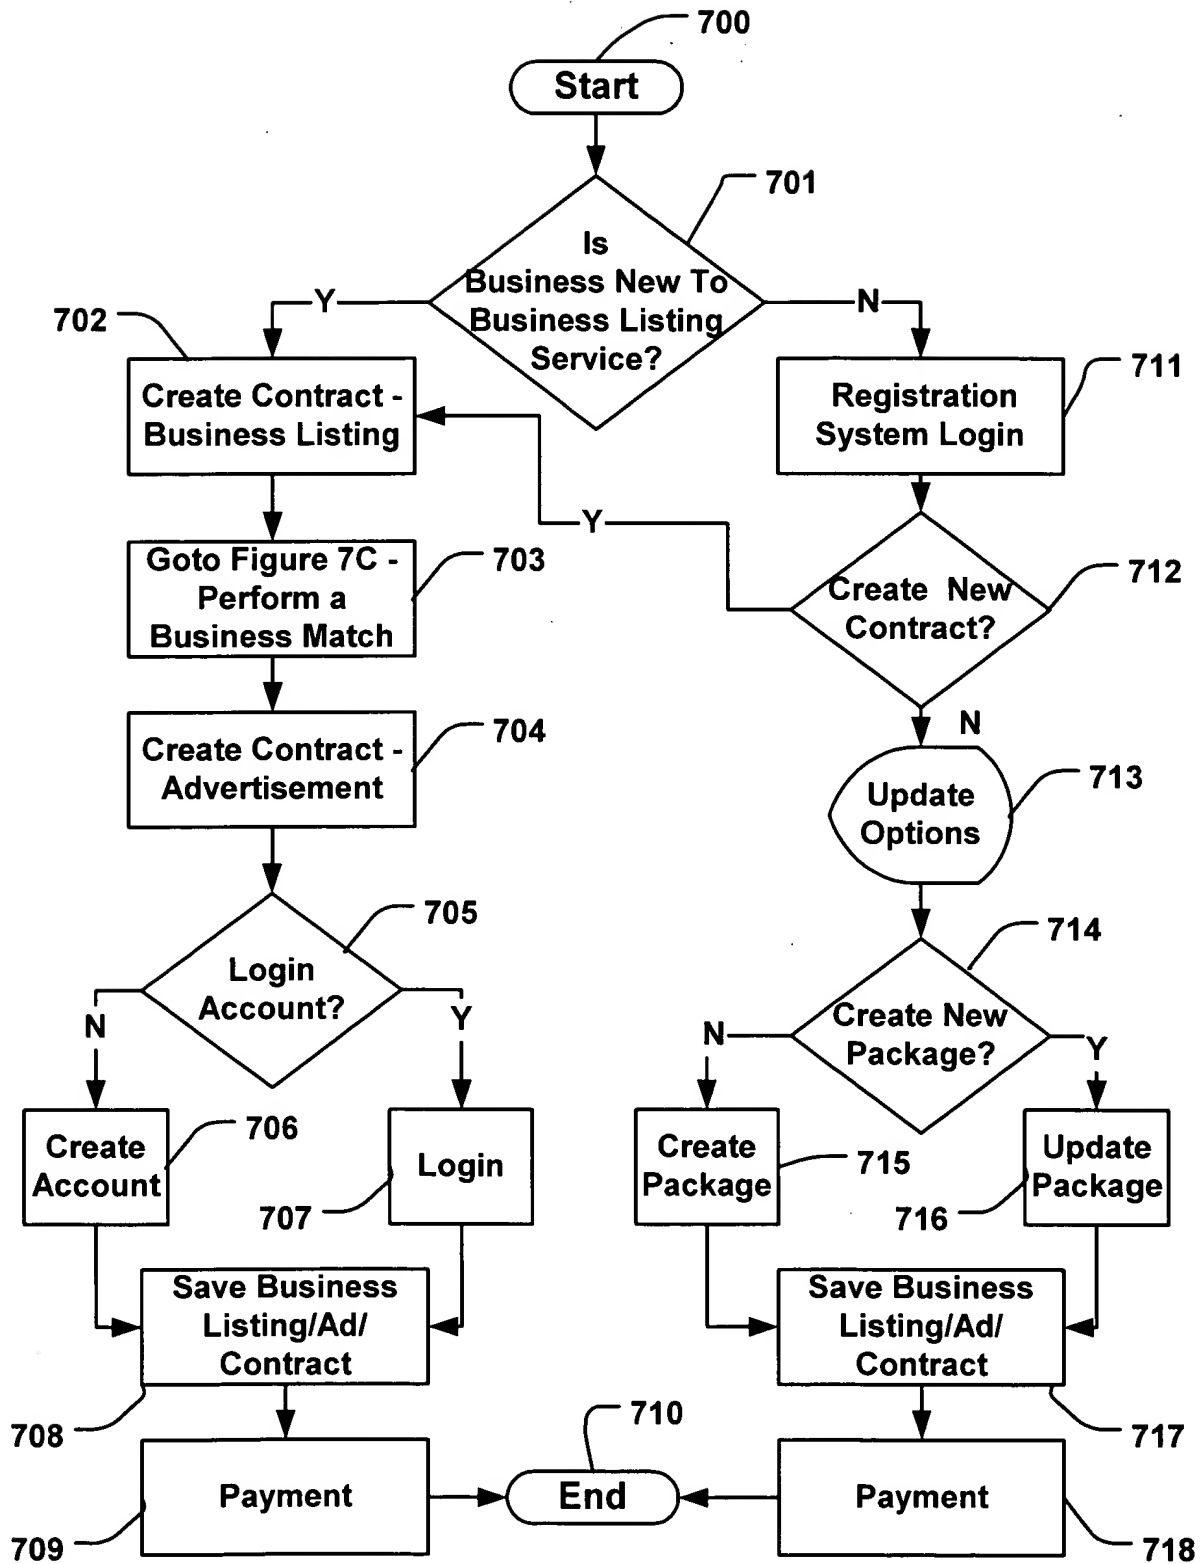 700
Start
701
Is
Business New To
Business Listing
Service?
Y
N
702
Create Contract -
Business Listing
711
Registration
System Login
Y
703
Goto Figure 7C -
Perform a
Business Match
712
Create New
Contract?
N
704
Create Contract -
Advertisement
713
Update
Options
705
Login
Account?
N
Y
714
Create New
Package?
N
Y
706
Create
Account
707
Login
715
Create
Package
716
Update
Package
Save Business
Listing/Ad/
Contract
708
Save Business
Listing/Ad/
Contract
717
710
Payment
709
End
Payment
718